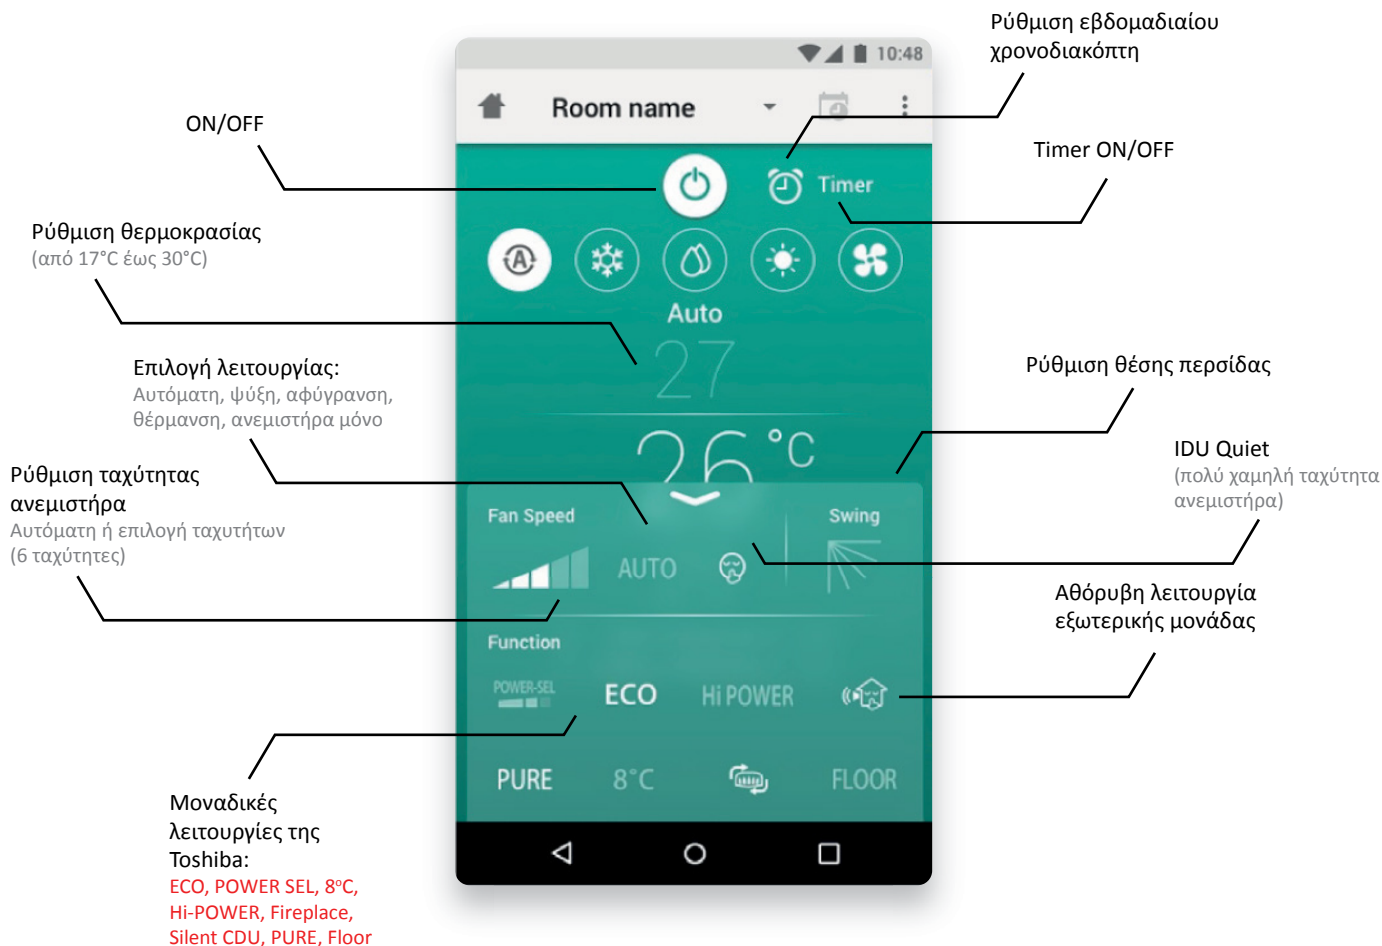 Ρύθμιση εβδομαδιαίου
χρονοδιακόπτη
10:48
Room name
ON/OFF
Timer ON/OFF
Timer
Ρύθμιση θερμοκρασίας
(από 17°C έως 30°C)
Auto
27
Επιλογή λειτουργίας:
Αυτόματη, ψύξη, αφύγρανση,
θέρμανση, ανεμιστήρα μόνο
Ρύθμιση θέσης περσίδας
26°C
IDU Quiet
(πολύ χαμηλή ταχύτητα
ανεμιστήρα)
Ρύθμιση ταχύτητας
ανεμιστήρα
Αυτόματη ή επιλογή ταχυτήτων
(6 ταχύτητες)
Fan Speed
Swing
AUTO
Αθόρυβη λειτουργία
εξωτερικής μονάδας
Function
POWER-SEL
ECO
Hi POWER
PURE
8°C
FLOOR
Μοναδικές
λειτουργίες της
Toshiba:
ECO, POWER SEL, 8°C,
Hi-POWER, Fireplace,
Silent CDU, PURE, Floor